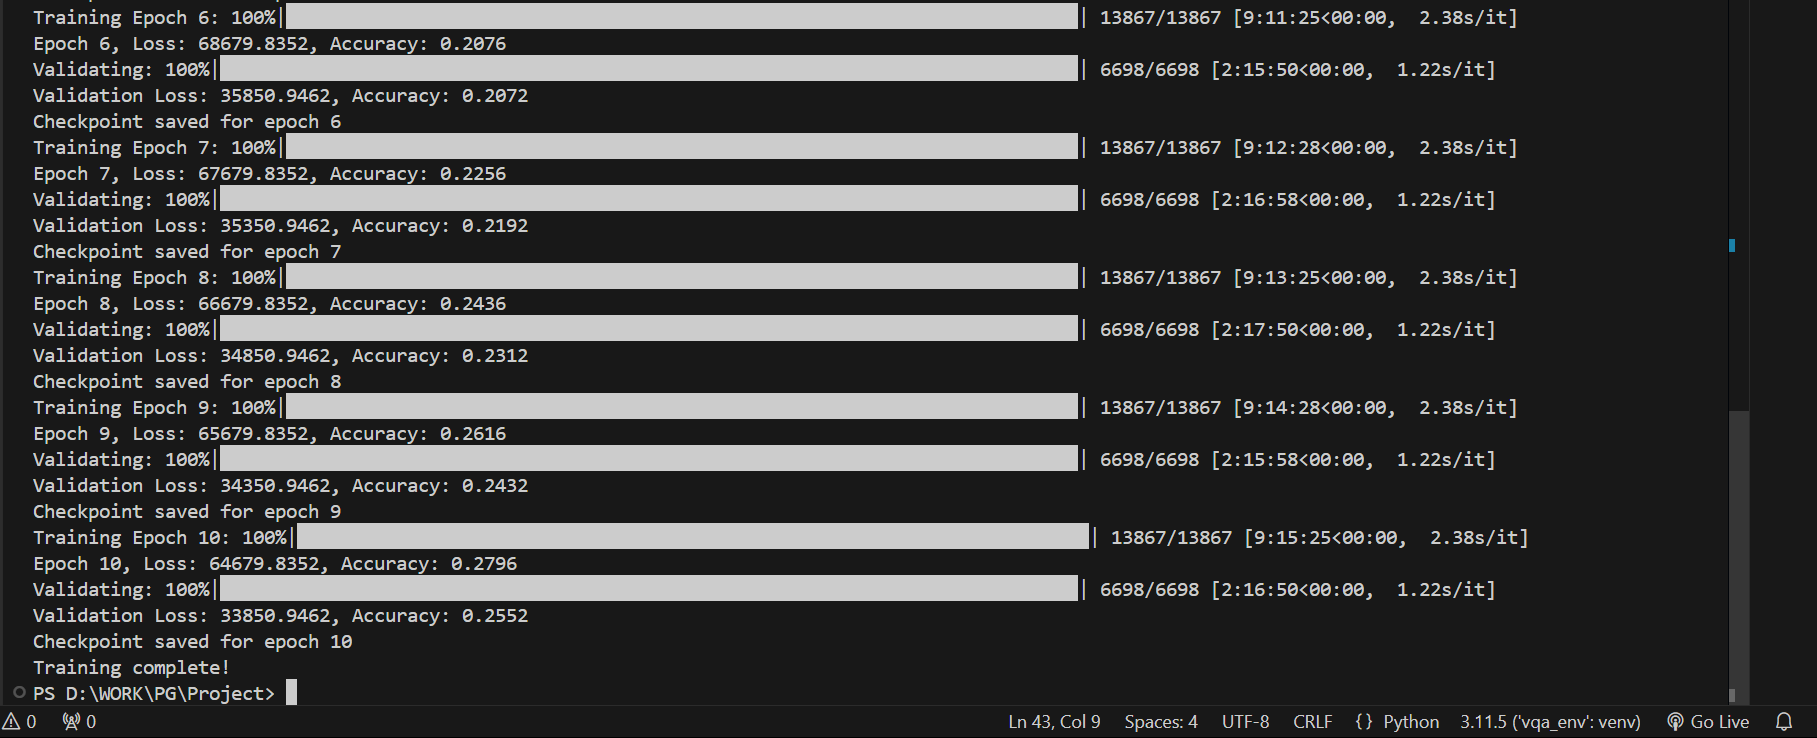 Training Epoch 6: 100%| | 13867/13867 [9:11:25<00:00, 2.38s/it]
Epoch 6, Loss: 68679.8352, Accuracy: 0.2076
Validating: 100%| | 6698/6698 [2:15:50<00:00, 1.22s/it]
Validation Loss: 35850.9462, Accuracy: 0.2072
Checkpoint saved for epoch 6
Training Epoch 7: 100%| | 13867/13867 [9:12:28<00:00, 2.38s/it]
Epoch 7, Loss: 67679.8352, Accuracy: 0.2256
Validating: 100%| | 6698/6698 [2:16:58<00:00, 1.22s/it]
Validation Loss: 35350.9462, Accuracy: 0.2192
Checkpoint saved for epoch 7
Training Epoch 8: 100%| | 13867/13867 [9:13:25<00:00, 2.38s/it]
Epoch 8, Loss: 66679.8352, Accuracy: 0.2436
Validating: 100%| | 6698/6698 [2:17:50<00:00, 1.22s/it]
Validation Loss: 34850.9462, Accuracy: 0.2312
Checkpoint saved for epoch 8
Training Epoch 9: 100%| | 13867/13867 [9:14:28<00:00, 2.38s/it]
Epoch 9, Loss: 65679.8352, Accuracy: 0.2616
Validating: 100%| | 6698/6698 [2:15:58<00:00, 1.22s/it]
Validation Loss: 34350.9462, Accuracy: 0.2432
Checkpoint saved for epoch 9
Training Epoch 10: 100%| | 13867/13867 [9:15:25<00:00, 2.38s/it]
Epoch 10, Loss: 64679.8352, Accuracy: 0.2796
Validating: 100%| | 6698/6698 [2:16:50<00:00, 1.22s/it]
Validation Loss: 33850.9462, Accuracy: 0.2552
Checkpoint saved for epoch 10
Training complete!
PS D:\WORK\PG\Project>
0 0 Ln 43, Col 9 Spaces: 4 UTF-8 CRLF {} Python 3.11.5 ('vqa_env': venv) Go Live